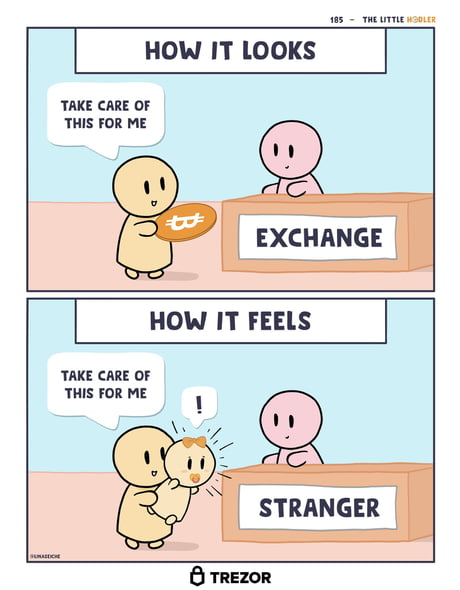 185 – THE LITTLE HODLER
HOW IT LOOKS
TAKE CARE OF
THIS FOR ME
EXCHANGE
HOW IT FEELS
TAKE CARE OF
THIS FOR ME
!
STRANGER
@LINASEICHE
TREZOR